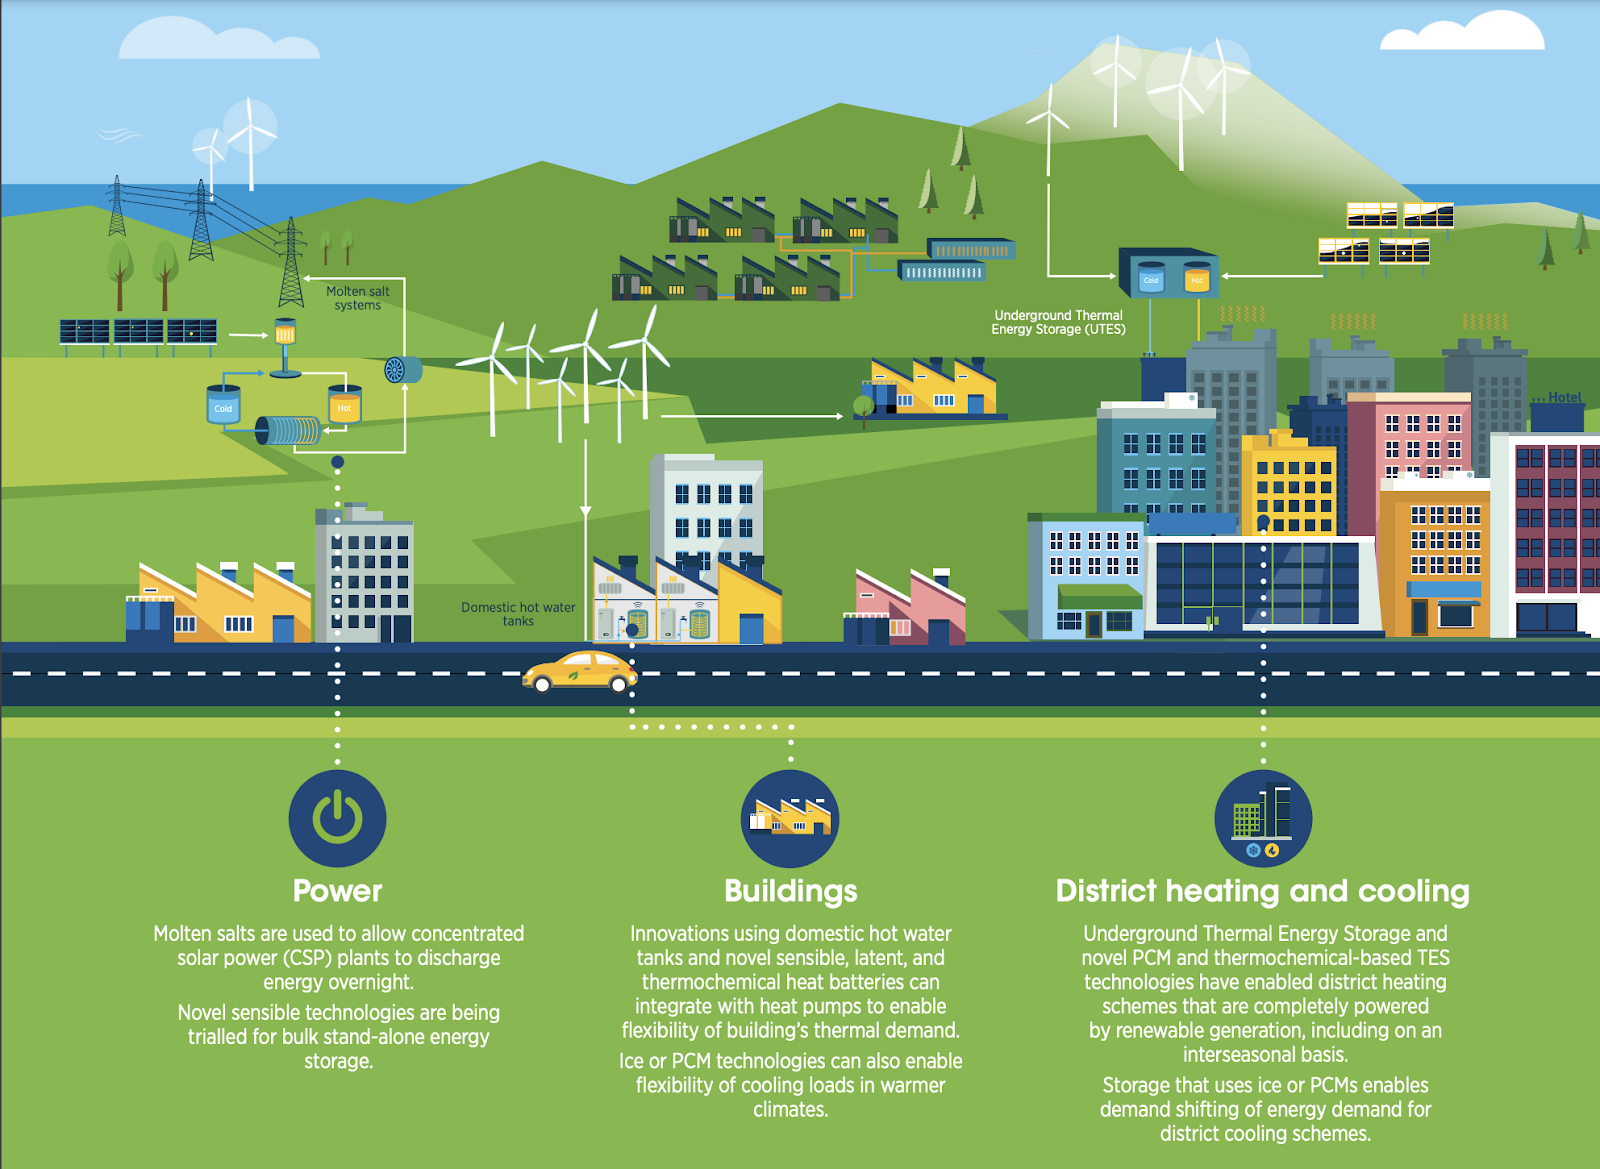 Molten salt
systems
Cold
Hot
Underground Thermal
Energy Storage (UTES)
Cold
Hot
Hotel
Domestic hot water
tanks
Power
Molten salts are used to allow concentrated
solar power (CSP) plants to discharge
energy overnight.
Novel sensible technologies are being
trialled for bulk stand-alone energy
storage.
Buildings
Innovations using domestic hot water
tanks and novel sensible, latent, and
thermochemical heat batteries can
integrate with heat pumps to enable
flexibility of building’s thermal demand.
Ice or PCM technologies can also enable
flexibility of cooling loads in warmer
climates.
District heating and cooling
Underground Thermal Energy Storage and
novel PCM and thermochemical-based TES
technologies have enabled district heating
schemes that are completely powered
by renewable generation, including on an
interseasonal basis.
Storage that uses ice or PCMs enables
demand shifting of energy demand for
district cooling schemes.